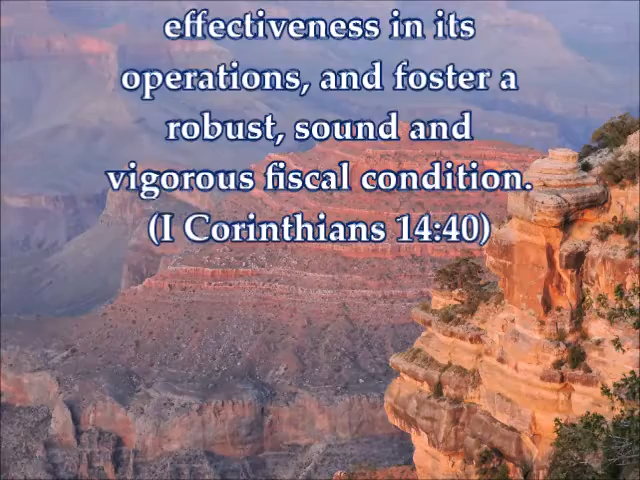 effectiveness in its
operations, and foster a
robust, sound and
vigorous fiscal condition.
(I Corinthians 14:40)